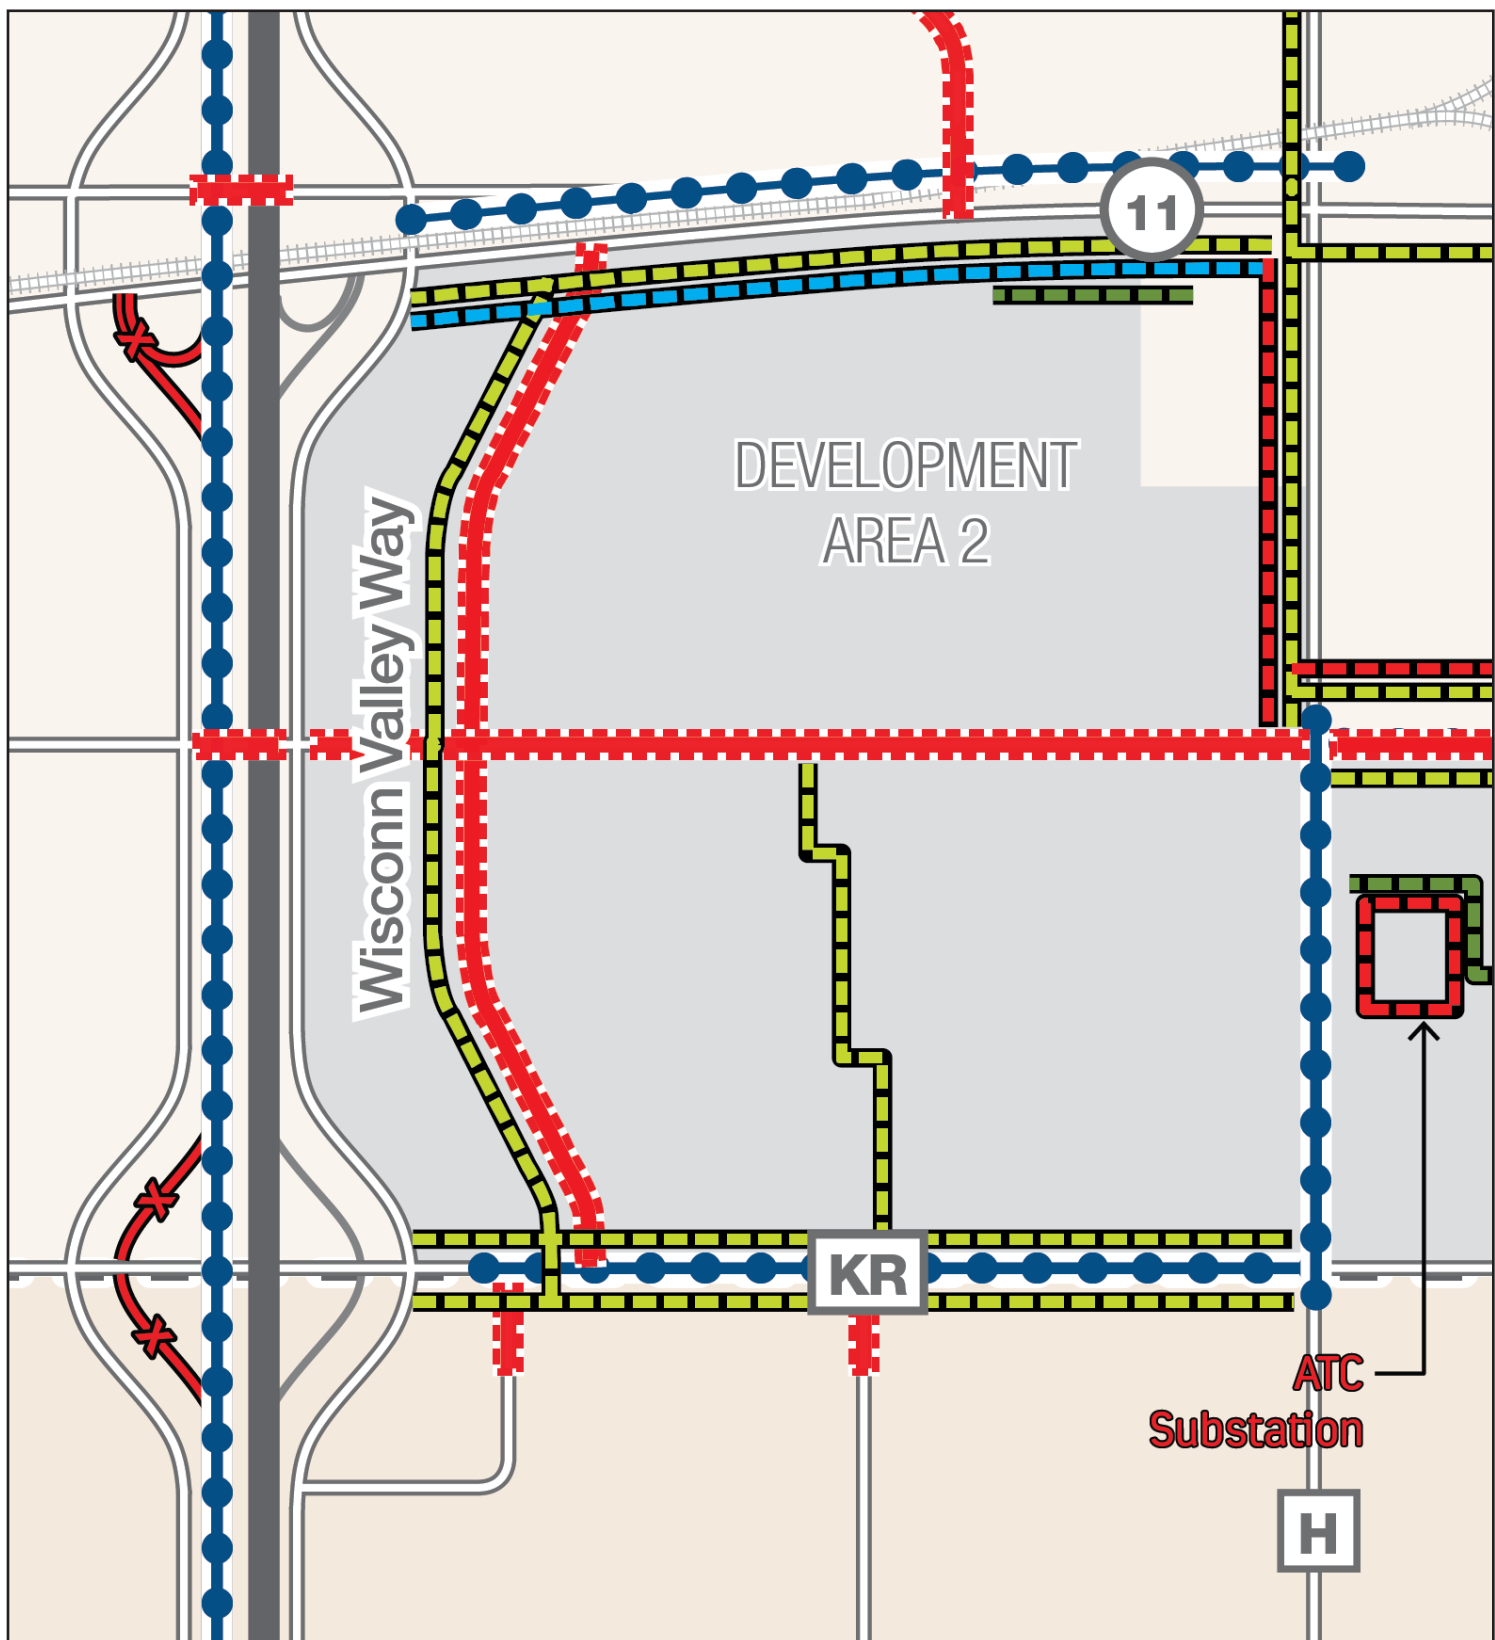 11
DEVELOPMENT
AREA 2
Wisconn Valley Way
KR
ATC
Substation
H